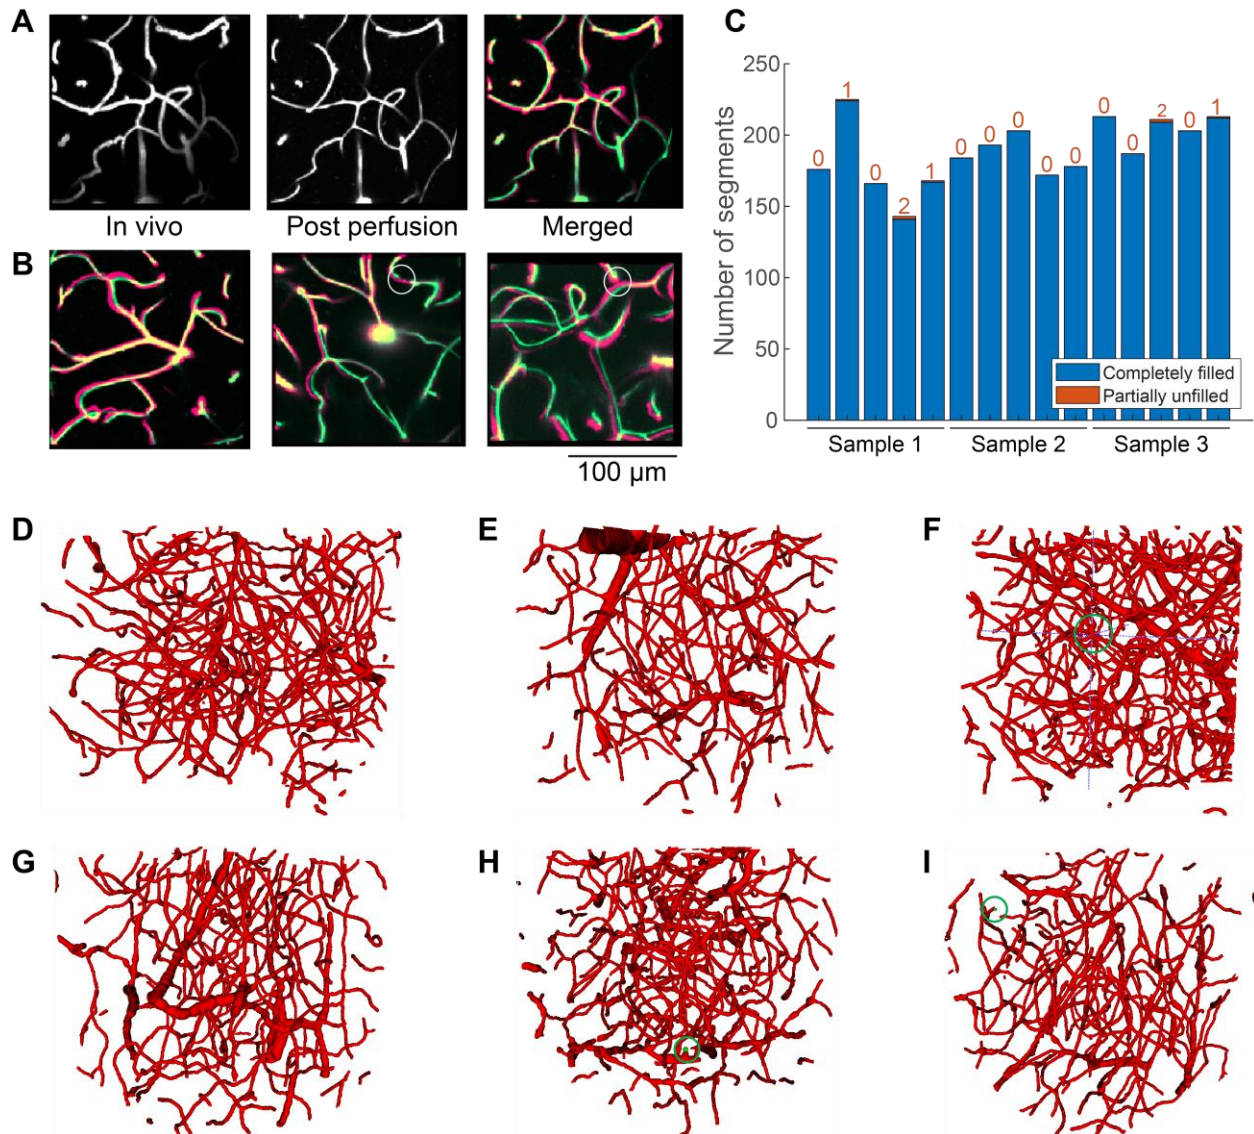 A
In vivo
Post perfusion
Merged
B
100 µm
C
Number of segments
250
200
150
100
50
0
0
1
0
2
1
0
0
0
0
0
0
0
2
0
1
Completely filled
Partially unfilled
Sample 1
Sample 2
Sample 3
D
E
F
G
H
I